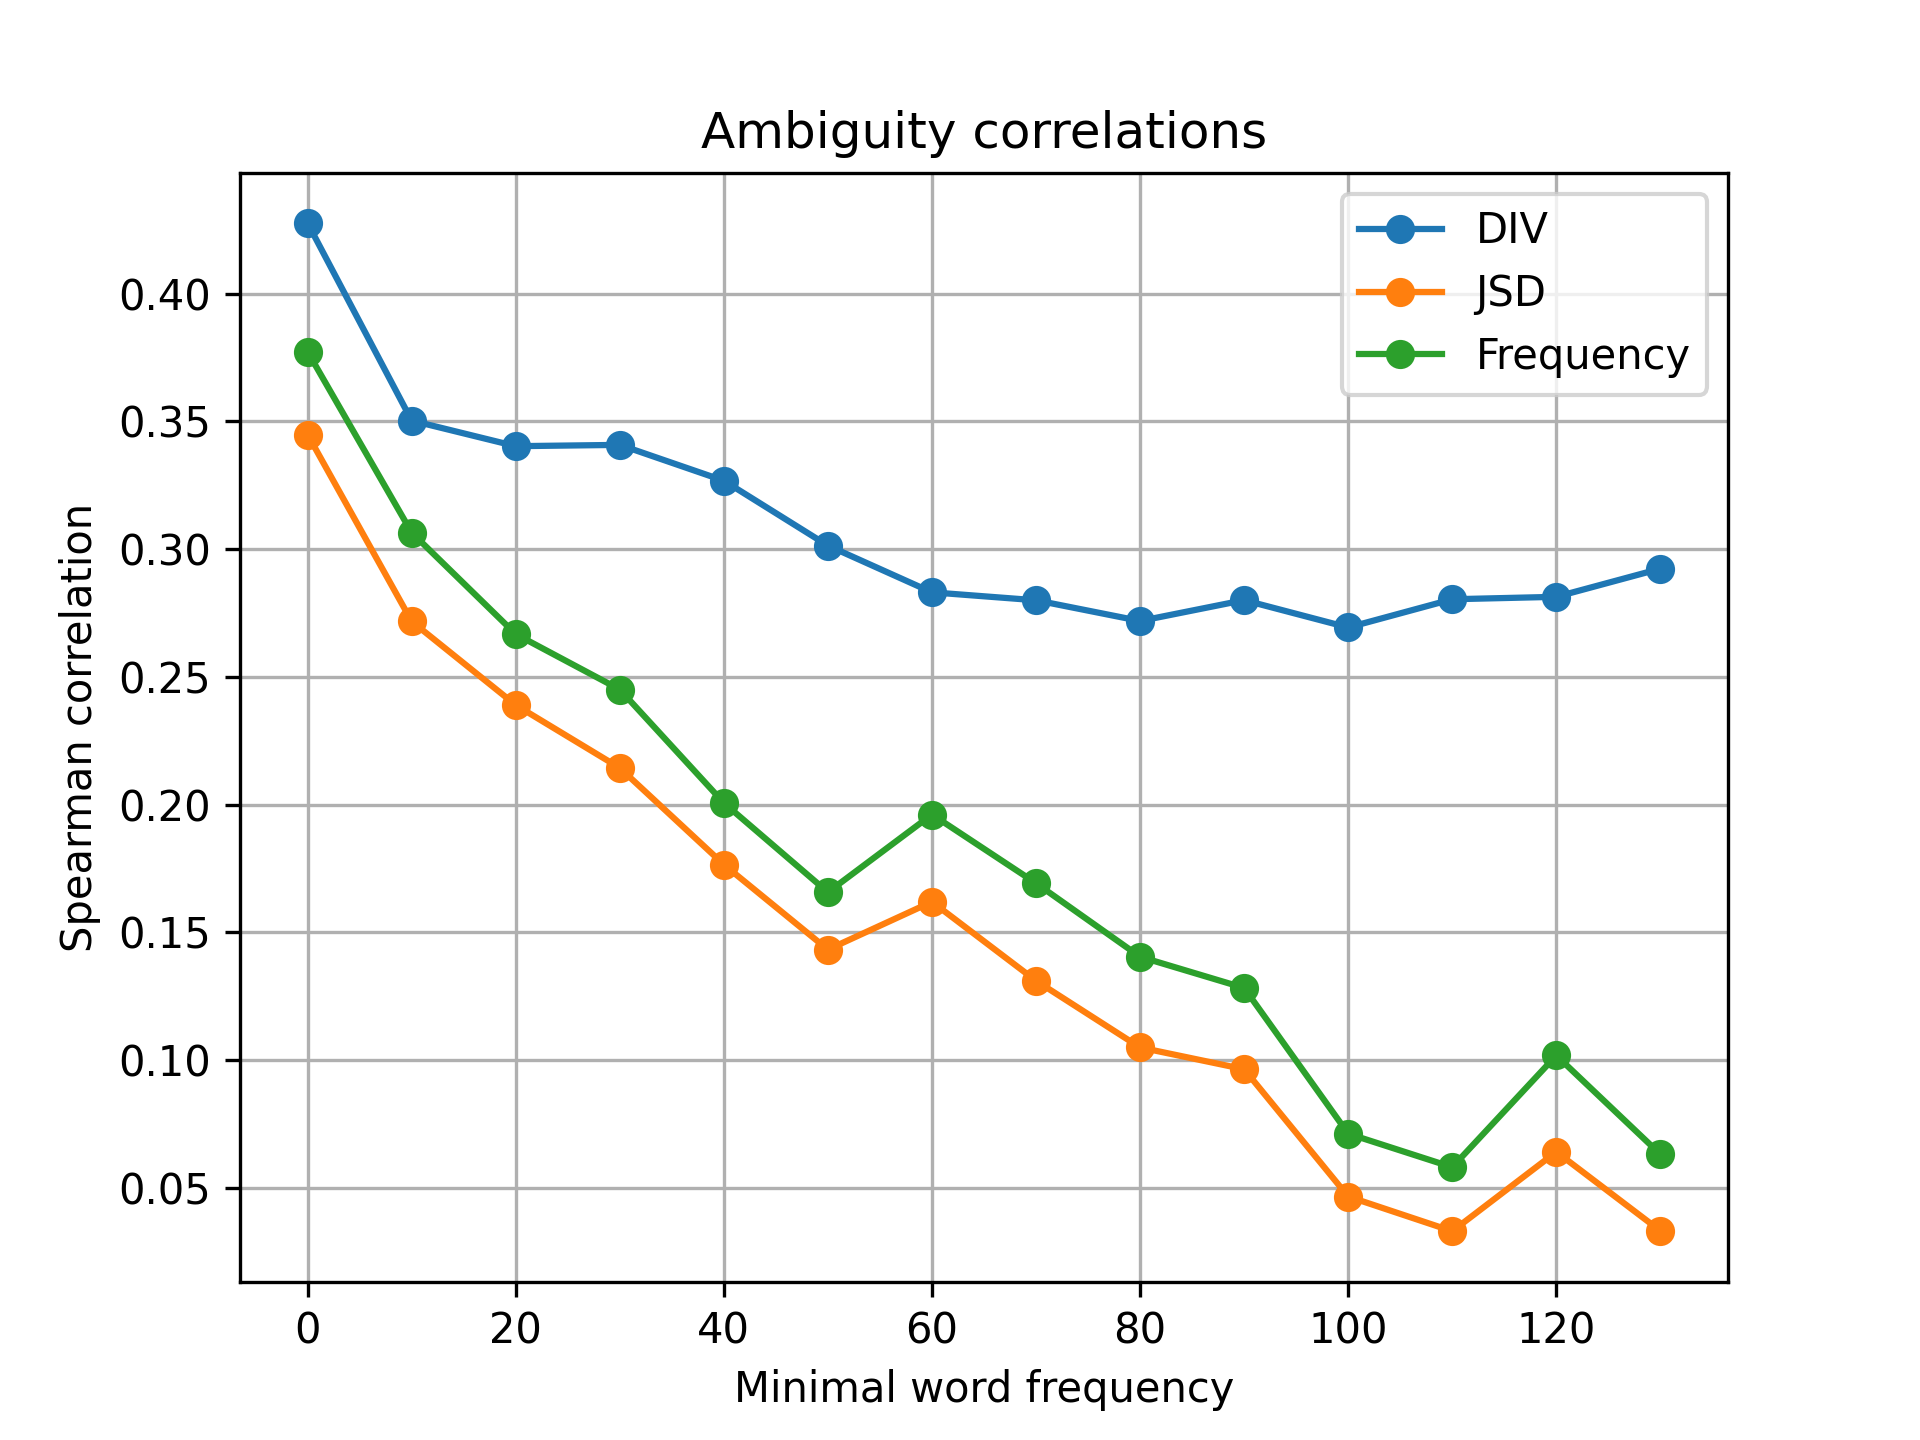 Ambiguity correlations
DIV
JSD
Frequency
0.40
0.35
0.30
0.25
0.20
0.15
0.10
0.05
Spearman correlation
0 20 40 60 80 100 120
Minimal word frequency